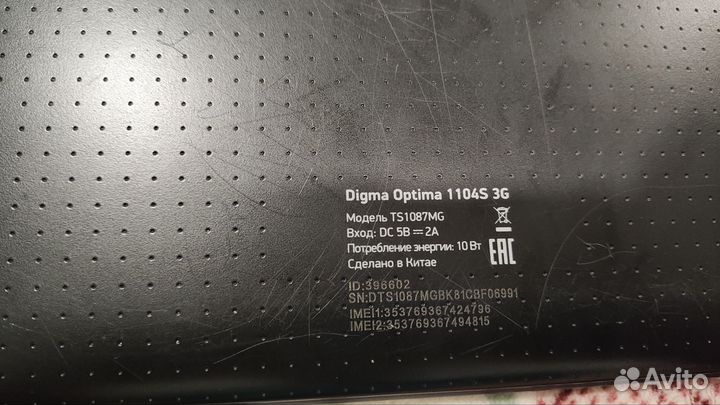 Digma Optima 1104S 3G
Модель TS1087MG
Вход: DC 5В 2А
Потребление энергии: 10 Вт
Сделано в Китае
EAC
ID:396602
SN:DTS1087MGBK81CBF06991
IMEI1:353769367424796
IMEI2:353769367494815
Avito